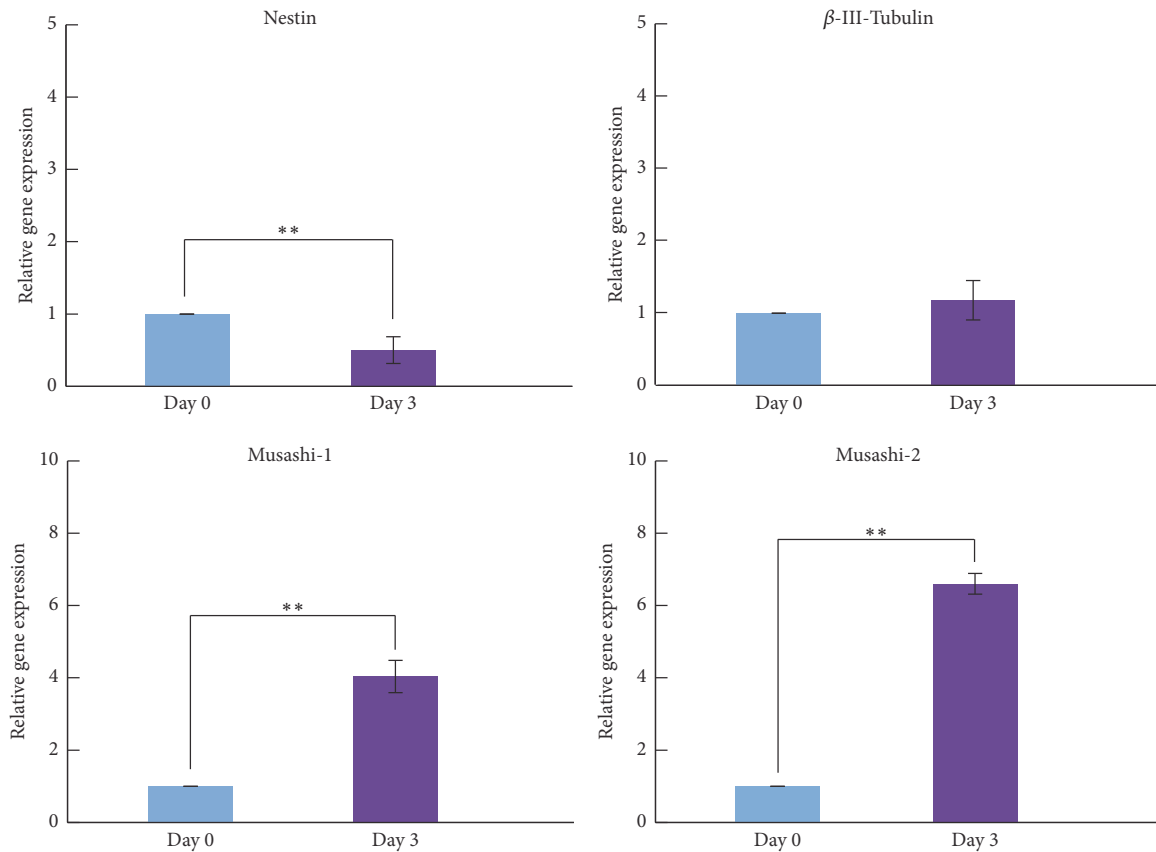 Nestin
5
4
3
2
1
0
Relative gene expression
**
Day 0
Day 3
β-III-Tubulin
5
4
3
2
1
0
Relative gene expression
Day 0
Day 3
Musashi-1
10
8
6
4
2
0
Relative gene expression
**
Day 0
Day 3
Musashi-2
10
8
6
4
2
0
Relative gene expression
**
Day 0
Day 3